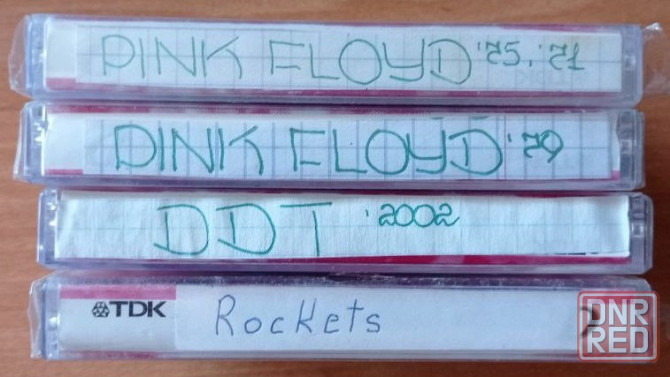 PINK FLOYD '75, '71
PINK FLOYD '79
DDT '2002
TDK Rockets
DNR
RED